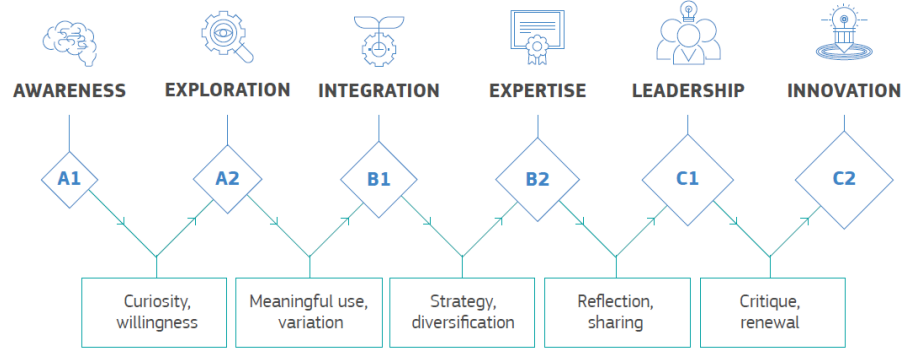 AWARENESS
EXPLORATION
INTEGRATION
EXPERTISE
LEADERSHIP
INNOVATION
A1
A2
B1
B2
C1
C2
Curiosity,
willingness
Meaningful use,
variation
Strategy,
diversification
Reflection,
sharing
Critique,
renewal